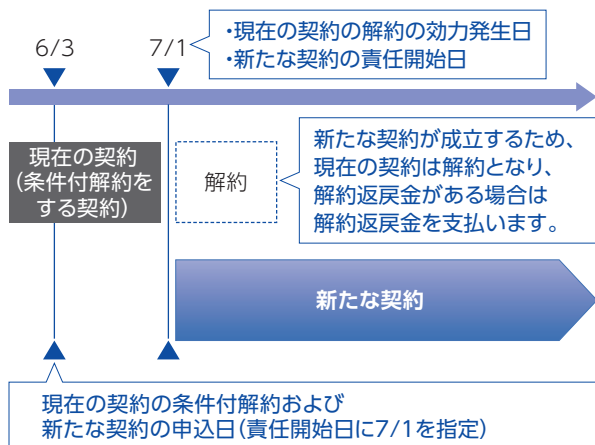 6/3
7/1
・現在の契約の解約の効力発生日
・新たな契約の責任開始日
現在の契約
(条件付解約を
する契約)
解約
新たな契約が成立するため、
現在の契約は解約となり、
解約返戻金がある場合は
解約返戻金を支払います。
新たな契約
現在の契約の条件付解約および
新たな契約の申込日(責任開始日に7/1を指定)